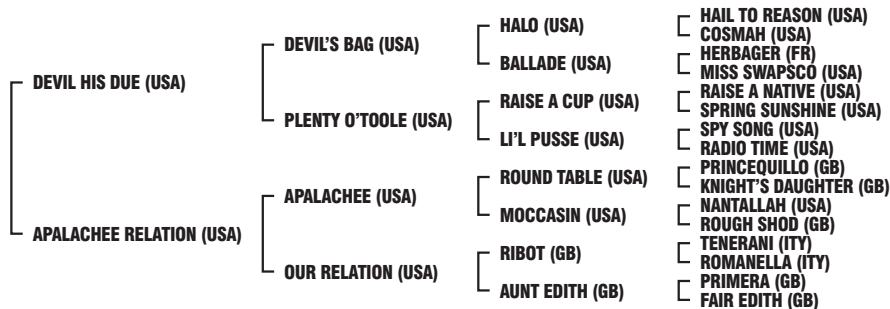 DEVIL HIS DUE (USA)
APALACHEE RELATION (USA)
DEVIL'S BAG (USA)
PLENTY O'TOOLE (USA)
APALACHEE (USA)
OUR RELATION (USA)
HALO (USA)
BALLADE (USA)
RAISE A CUP (USA)
LI'L PUSSE (USA)
ROUND TABLE (USA)
MOCCASIN (USA)
RIBOT (GB)
AUNT EDITH (GB)
HAIL TO REASON (USA)
COSMAH (USA)
HERBAGER (FR)
MISS SWAPSCO (USA)
RAISE A NATIVE (USA)
SPRING SUNSHINE (USA)
SPY SONG (USA)
RADIO TIME (USA)
PRINCEQUILLO (GB)
KNIGHT'S DAUGHTER (GB)
NANTALLAH (USA)
ROUGH SHOD (GB)
TENERANI (ITY)
ROMANELLA (ITY)
PRIMERA (GB)
FAIR EDITH (GB)